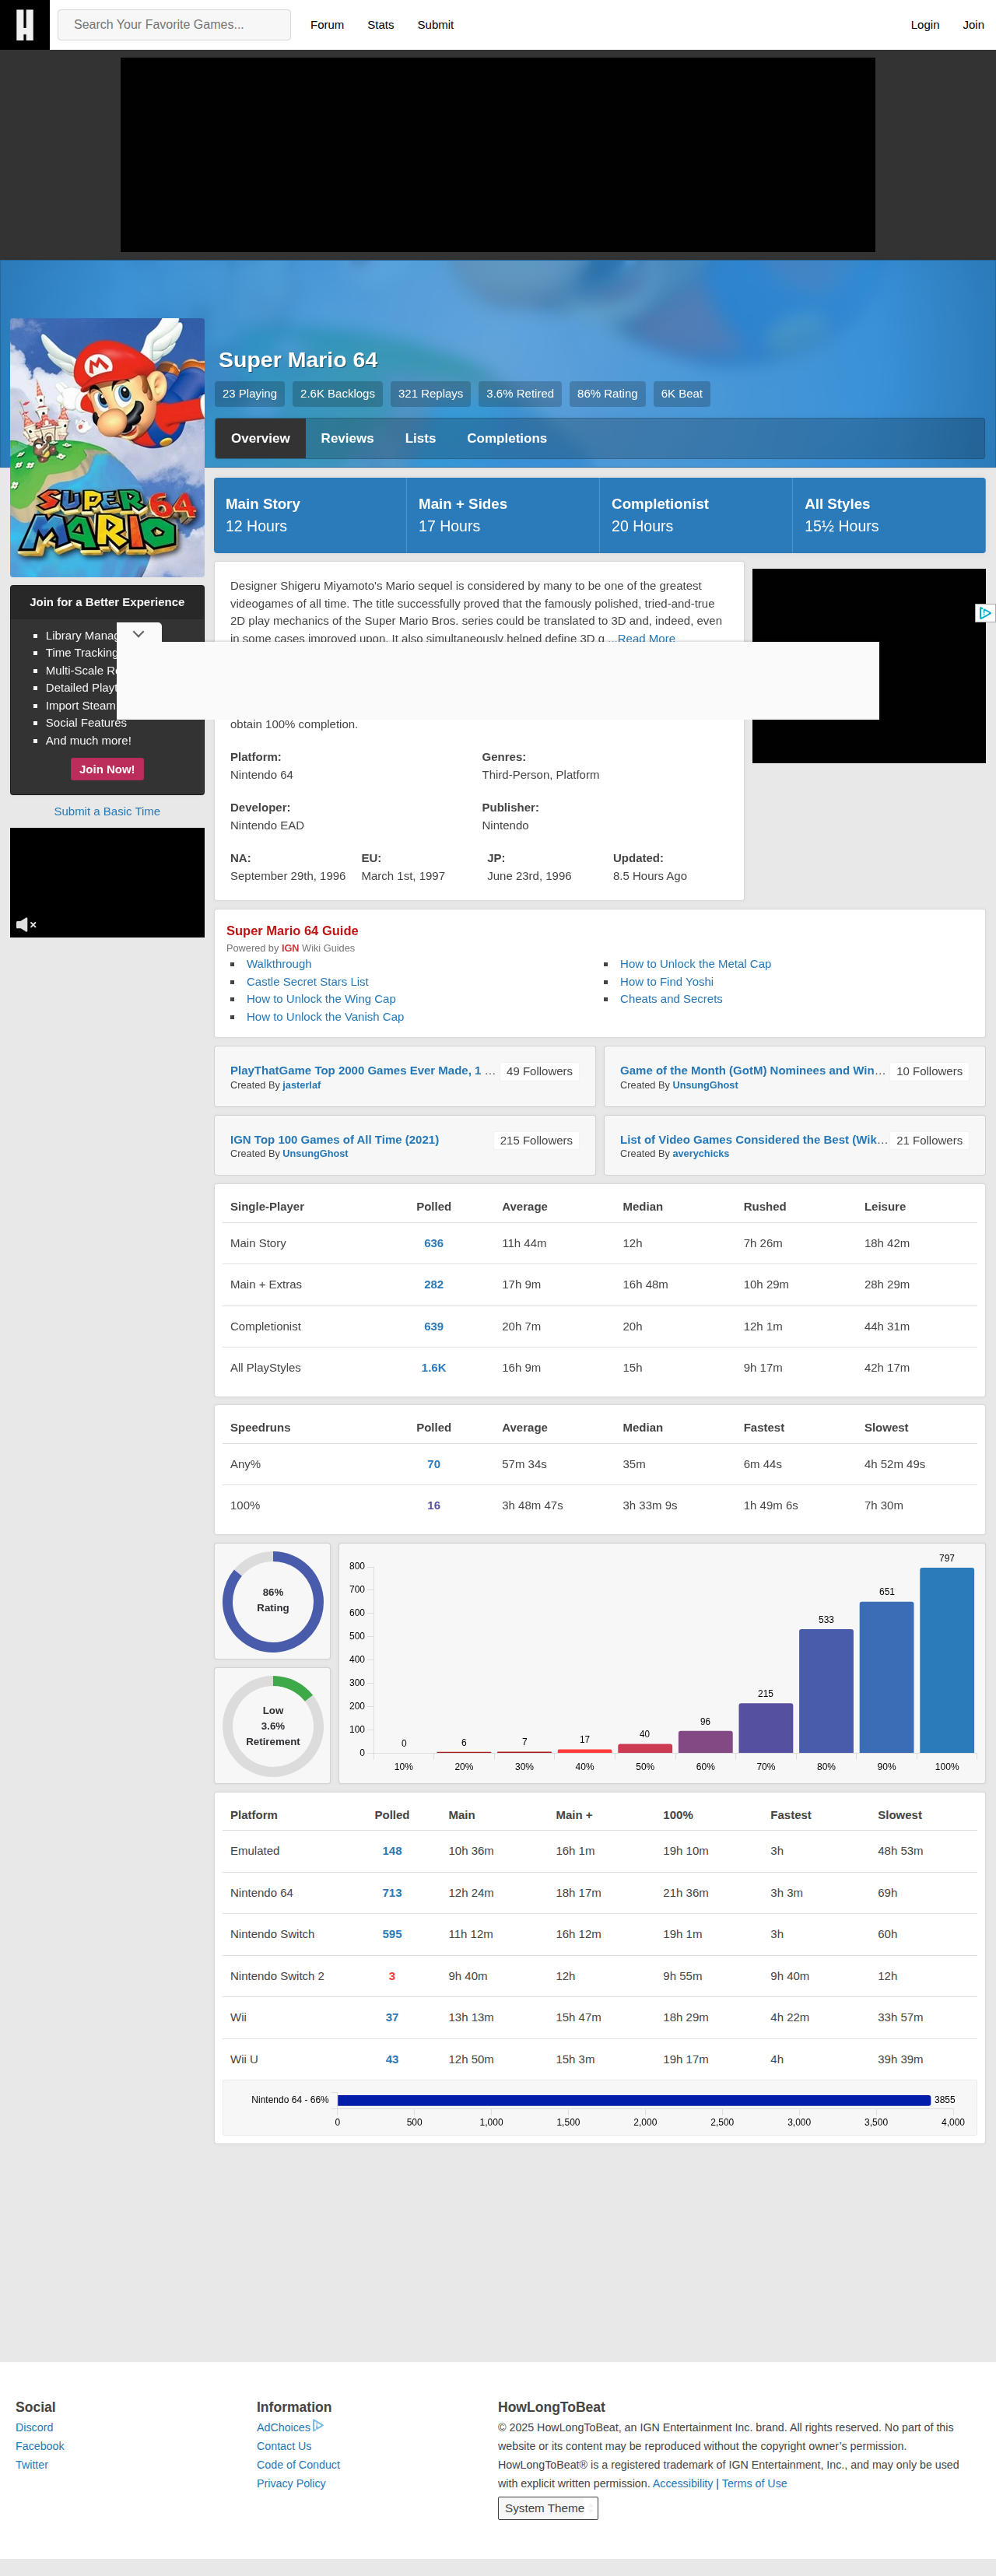 Search Your Favorite Games...
Forum
Stats
Submit
Login
Join
SUPER MARIO 64
Super Mario 64
23 Playing
2.6K Backlogs
321 Replays
3.6% Retired
86% Rating
6K Beat
Overview
Reviews
Lists
Completions
Main Story
12 Hours
Main + Sides
17 Hours
Completionist
20 Hours
All Styles
15½ Hours
Join for a Better Experience
Library
Time Tracking
Multi-Scale
Detailed
Import Steam
Social Features
And much more!
Join Now!
Submit a Basic Time
Designer Shigeru Miyamoto's Mario sequel is considered by many to be one of the greatest
videogames of all time. The title successfully proved that the famously polished, tried-and-true
2D play mechanics of the Super Mario Bros. series could be translated to 3D and, indeed, even
in some cases improved upon. It also simultaneously helped define 3D g ...Read More
obtain 100% completion.
Platform:
Nintendo 64
Genres:
Third-Person, Platform
Developer:
Nintendo EAD
Publisher:
Nintendo
NA:
September 29th, 1996
EU:
March 1st, 1997
JP:
June 23rd, 1996
Updated:
8.5 Hours Ago
Super Mario 64 Guide
Powered by IGN Wiki Guides
Walkthrough
Castle Secret Stars List
How to Unlock the Wing Cap
How to Unlock the Vanish Cap
How to Unlock the Metal Cap
How to Find Yoshi
Cheats and Secrets
PlayThatGame Top 2000 Games Ever Made, 1 ...
Created By jasterlaf
49 Followers
Game of the Month (GotM) Nominees and Win...
Created By UnsungGhost
10 Followers
IGN Top 100 Games of All Time (2021)
Created By UnsungGhost
215 Followers
List of Video Games Considered the Best (Wik...
Created By averychicks
21 Followers
Single-Player Polled Average Median Rushed Leisure
Main Story 636 11h 44m 12h 7h 26m 18h 42m
Main + Extras 282 17h 9m 16h 48m 10h 29m 28h 29m
Completionist 639 20h 7m 20h 12h 1m 44h 31m
All PlayStyles 1.6K 16h 9m 15h 9h 17m 42h 17m
Speedruns Polled Average Median Fastest Slowest
Any% 70 57m 34s 35m 6m 44s 4h 52m 49s
100% 16 3h 48m 47s 3h 33m 9s 1h 49m 6s 7h 30m
86%
Rating
Low
3.6%
Retirement
800
700
600
500
400
300
200
100
0
0 6 7 17 40 96 215 533 651 797
10% 20% 30% 40% 50% 60% 70% 80% 90% 100%
Platform Polled Main Main + 100% Fastest Slowest
Emulated 148 10h 36m 16h 1m 19h 10m 3h 48h 53m
Nintendo 64 713 12h 24m 18h 17m 21h 36m 3h 3m 69h
Nintendo Switch 595 11h 12m 16h 12m 19h 1m 3h 60h
Nintendo Switch 2 3 9h 40m 12h 9h 55m 9h 40m 12h
Wii 37 13h 13m 15h 47m 18h 29m 4h 22m 33h 57m
Wii U 43 12h 50m 15h 3m 19h 17m 4h 39h 39m
Nintendo 64 - 66% 3855
0 500 1,000 1,500 2,000 2,500 3,000 3,500 4,000
Social
Discord
Facebook
Twitter
Information
AdChoices
Contact Us
Code of Conduct
Privacy Policy
HowLongToBeat
© 2025 HowLongToBeat, an IGN Entertainment Inc. brand. All rights reserved. No part of this
website or its content may be reproduced without the copyright owner's permission.
HowLongToBeat® is a registered trademark of IGN Entertainment, Inc., and may only be used
with explicit written permission. Accessibility | Terms of Use
System Theme